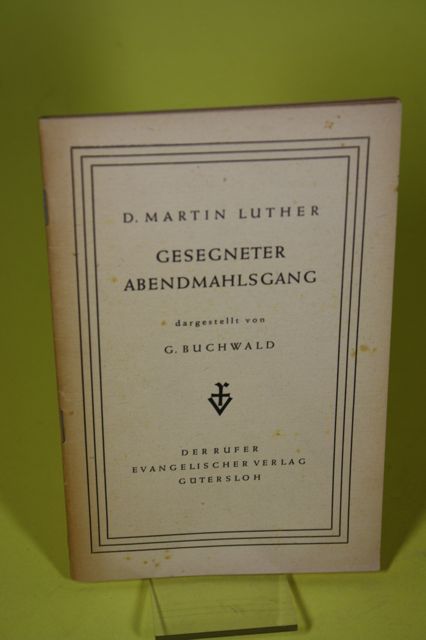 D. MARTIN LUTHER
GESEGNETER
ABENDMAHLSGANG
dargestellt von
G. BUCHWALD
DER RUFER
EVANGELISCHER VERLAG
GÜTERSLOH